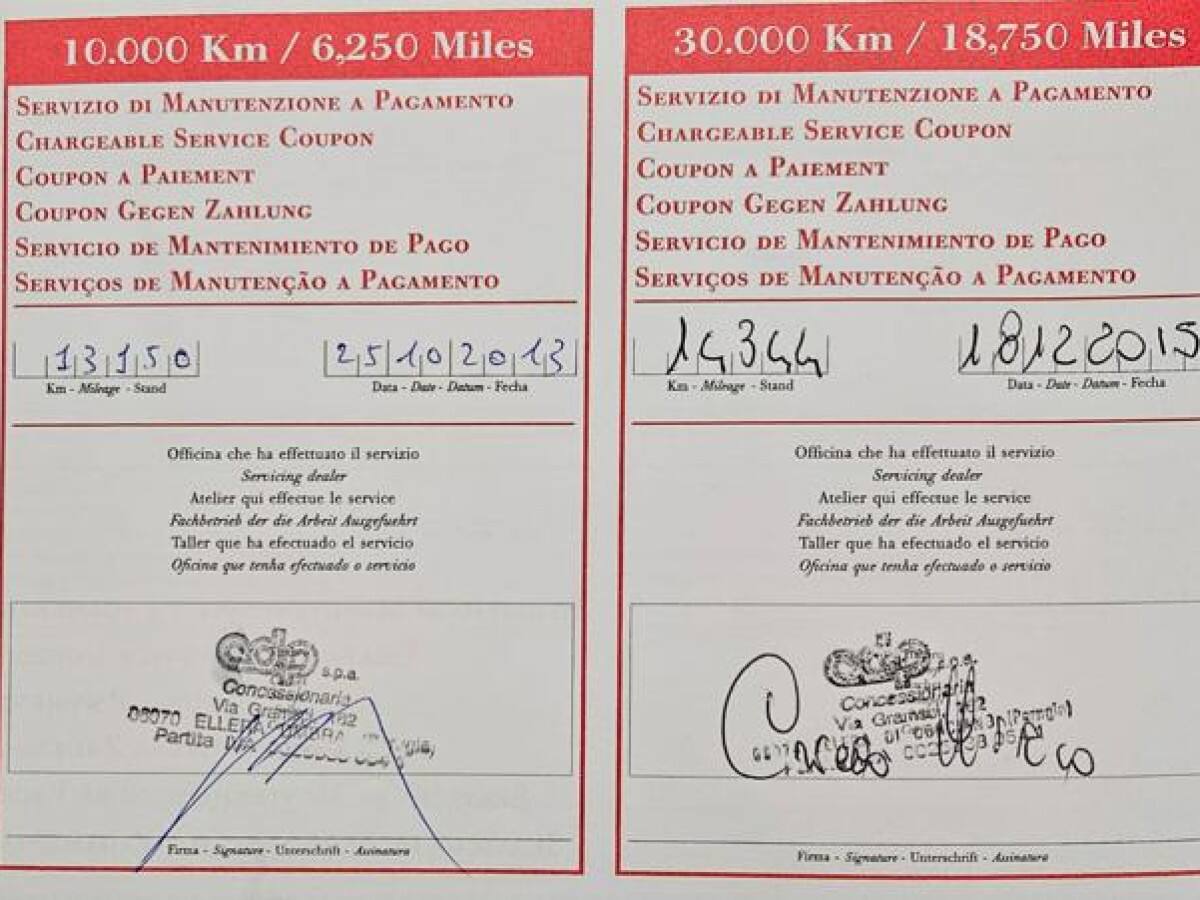 10.000 Km / 6,250 Miles
Servizio di Manutenzione a Pagamento
Chargeable Service Coupon
Coupon a Paiement
Coupon Gegen Zahlung
Servicio de Mantenimiento de Pago
Serviços de Manutenção a Pagamento
13150 25102013
Km - Mileage - Stand Data - Date - Datum - Fecha
Officina che ha effettuato il servizio
Servicing dealer
Atelier qui effectue le service
Fachbetrieb der die Arbeit Ausgefuehrt
Taller que ha efectuado el servicio
Oficina que tenha efectuado o servicio
s.p.a.
Concessionaria
Via Gramsci
06070 ELLERA UMBRA
Partita IVA
Firma - Signature - Unterschrift - Assinatura
30.000 Km / 18,750 Miles
Servizio di Manutenzione a Pagamento
Chargeable Service Coupon
Coupon a Paiement
Coupon Gegen Zahlung
Servicio de Mantenimiento de Pago
Serviços de Manutenção a Pagamento
14344 18122015
Km - Mileage - Stand Data - Date - Datum - Fecha
Officina che ha effettuato il servizio
Servicing dealer
Atelier qui effectue le service
Fachbetrieb der die Arbeit Ausgefuehrt
Taller que ha efectuado el servicio
Oficina que tenha efectuado o servicio
s.p.a.
Concessionaria
Via Gramsci
Firma - Signature - Unterschrift - Assinatura